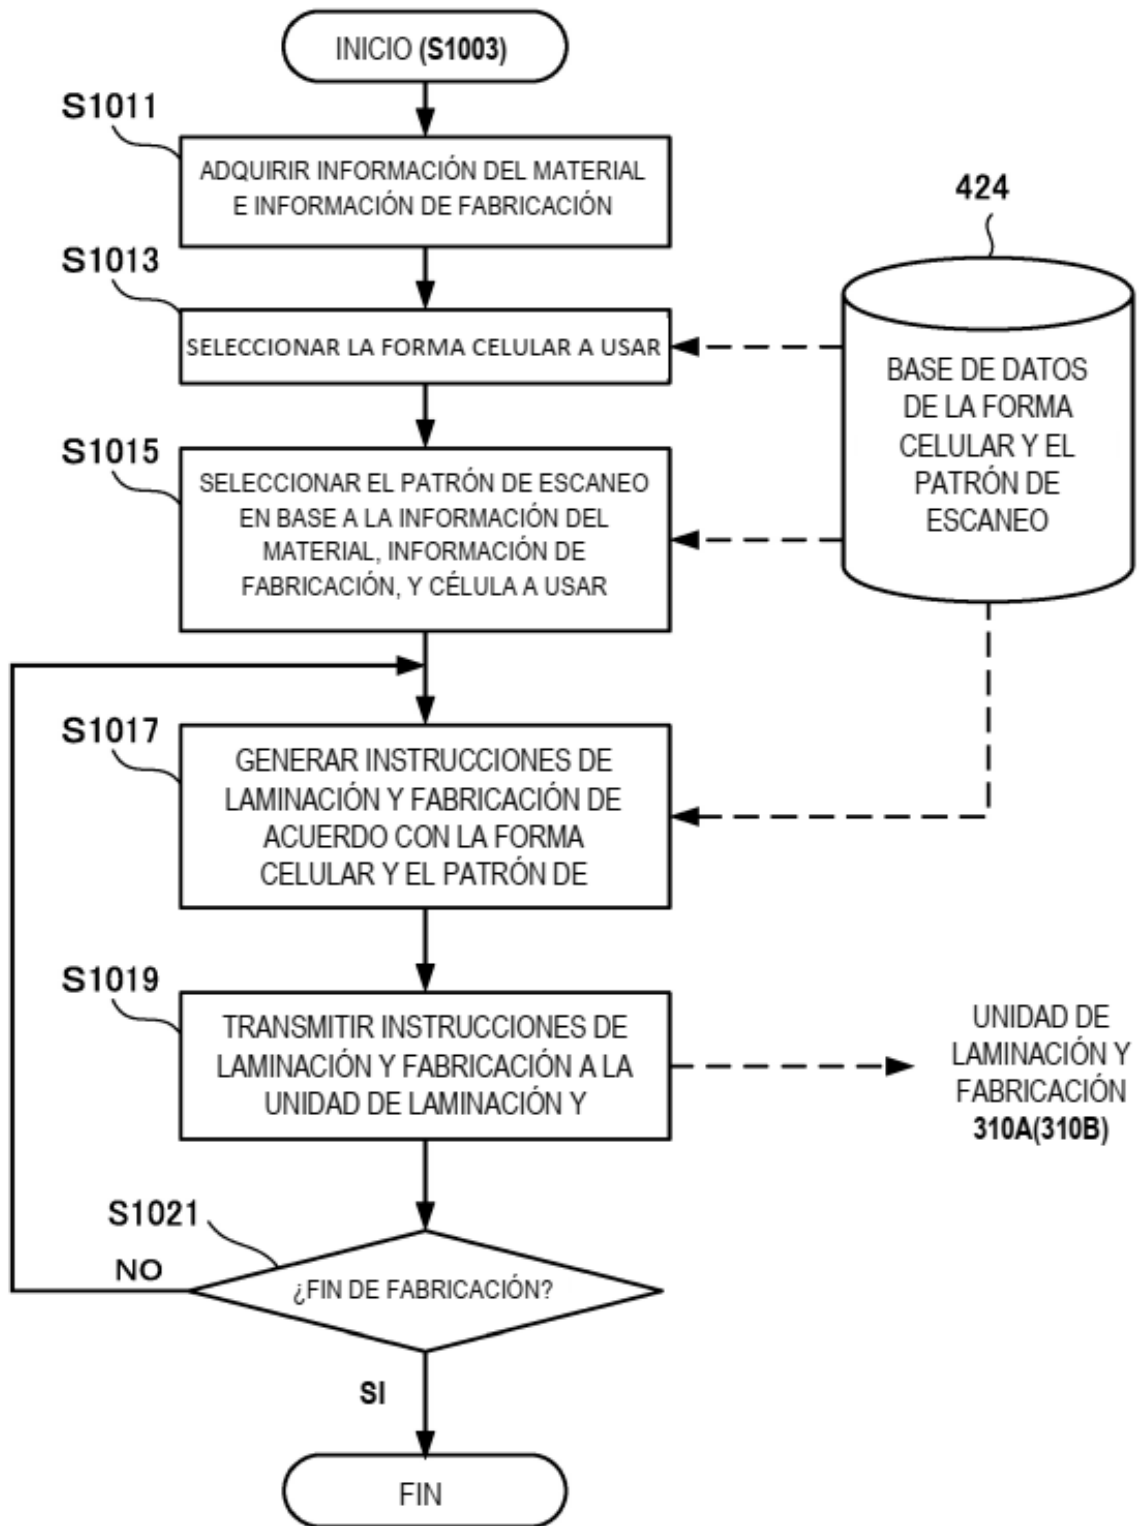 INICIO (S1003)
S1011
ADQUIRIR INFORMACIÓN DEL MATERIAL
E INFORMACIÓN DE FABRICACIÓN
S1013
SELECCIONAR LA FORMA CELULAR A USAR
424
BASE DE DATOS
DE LA FORMA
CELULAR Y EL
PATRÓN DE
ESCANEO
S1015
SELECCIONAR EL PATRÓN DE ESCANEO
EN BASE A LA INFORMACIÓN DEL
MATERIAL, INFORMACIÓN DE
FABRICACIÓN, Y CÉLULA A USAR
S1017
GENERAR INSTRUCCIONES DE
LAMINACIÓN Y FABRICACIÓN DE
ACUERDO CON LA FORMA
CELULAR Y EL PATRÓN DE
S1019
TRANSMITIR INSTRUCCIONES DE
LAMINACIÓN Y FABRICACIÓN A LA
UNIDAD DE LAMINACIÓN Y
UNIDAD DE
LAMINACIÓN Y
FABRICACIÓN
310A(310B)
S1021
NO
¿FIN DE FABRICACIÓN?
SI
FIN